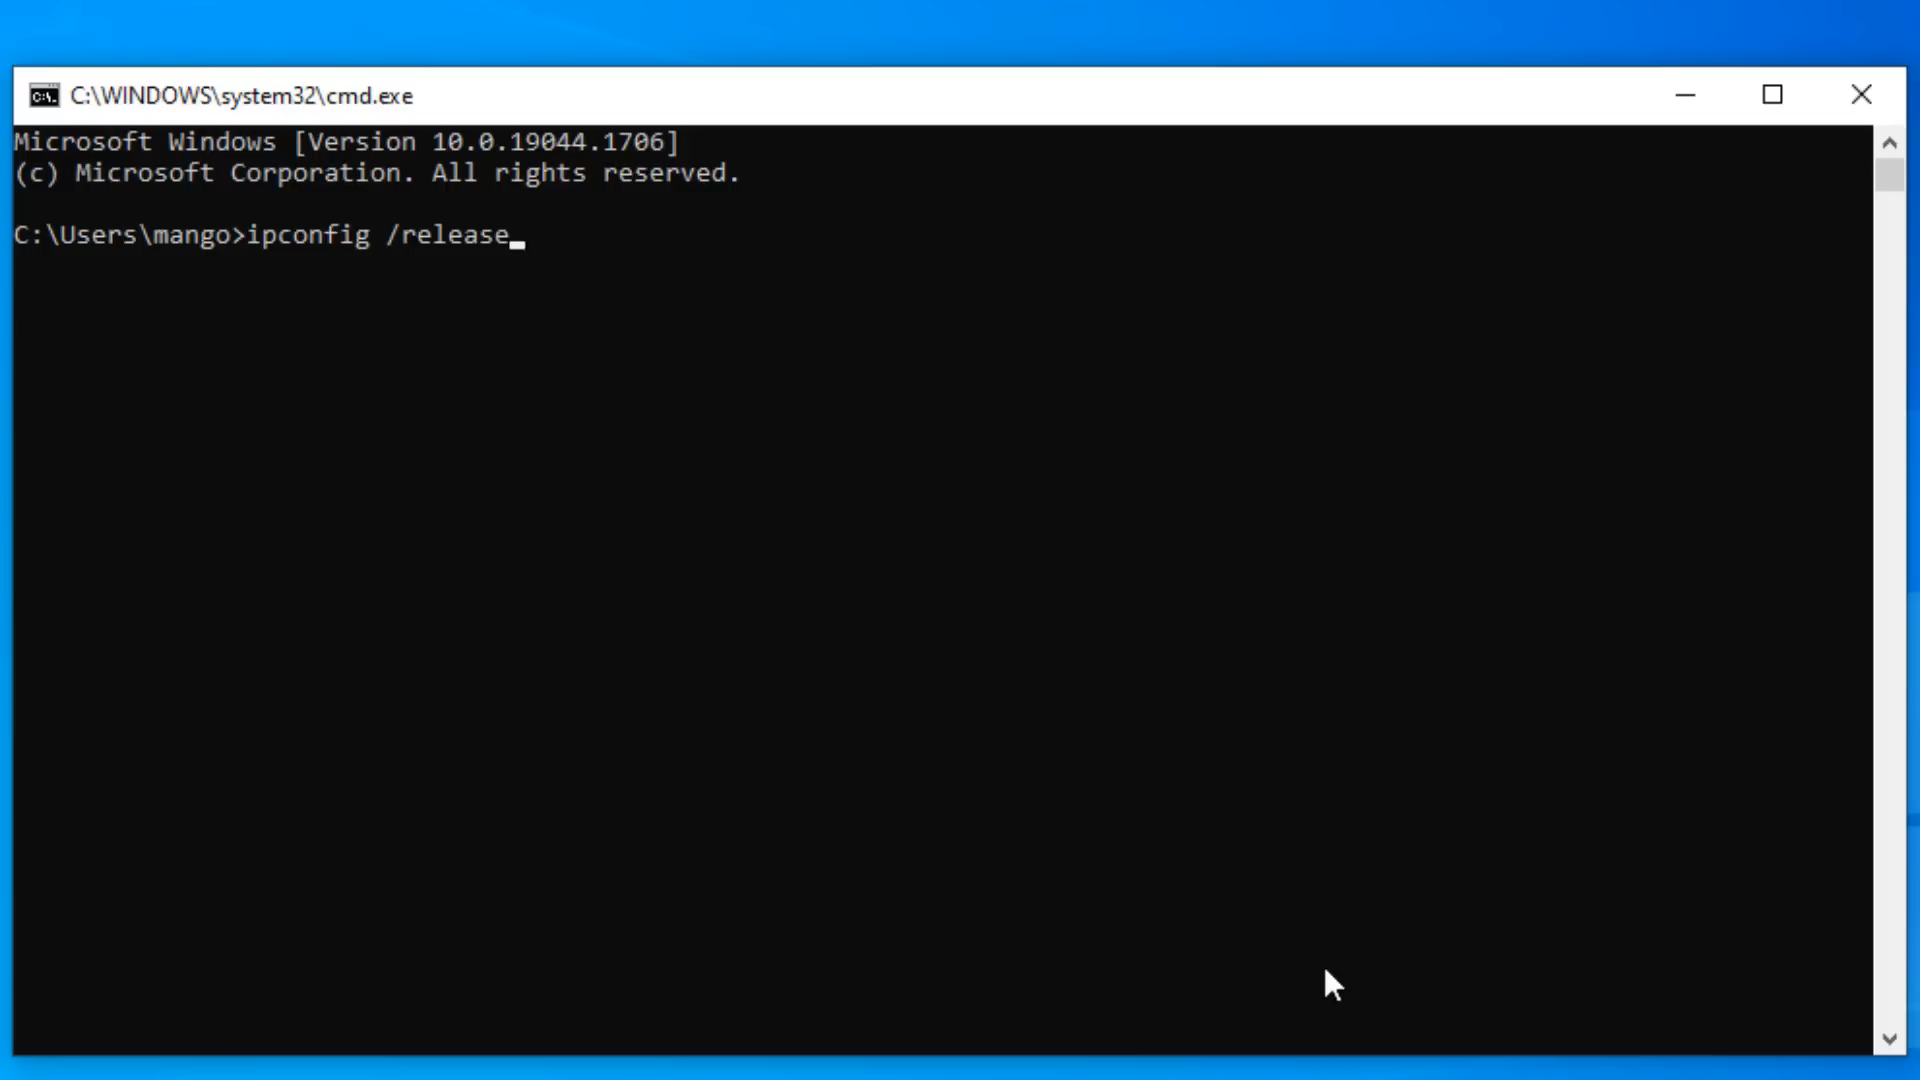 C:\WINDOWS\system32\cmd.exe
Microsoft Windows [Version 10.0.19044.1706]
(c) Microsoft Corporation. All rights reserved.
C:\Users\mango>ipconfig /release